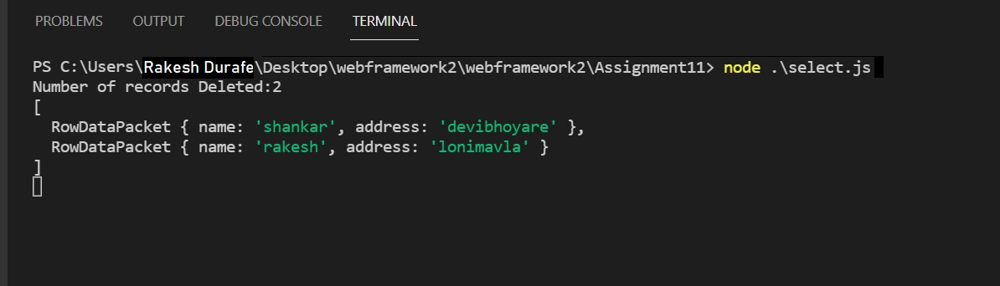 PROBLEMS OUTPUT DEBUG CONSOLE TERMINAL
PS C:\Users\Rakesh Durafe\Desktop\webframework2\webframework2\Assignment11> node .\select.js
Number of records Deleted:2
[
  RowDataPacket { name: 'shankar', address: 'devibhoyare' },
  RowDataPacket { name: 'rakesh', address: 'lonimavla' }
]